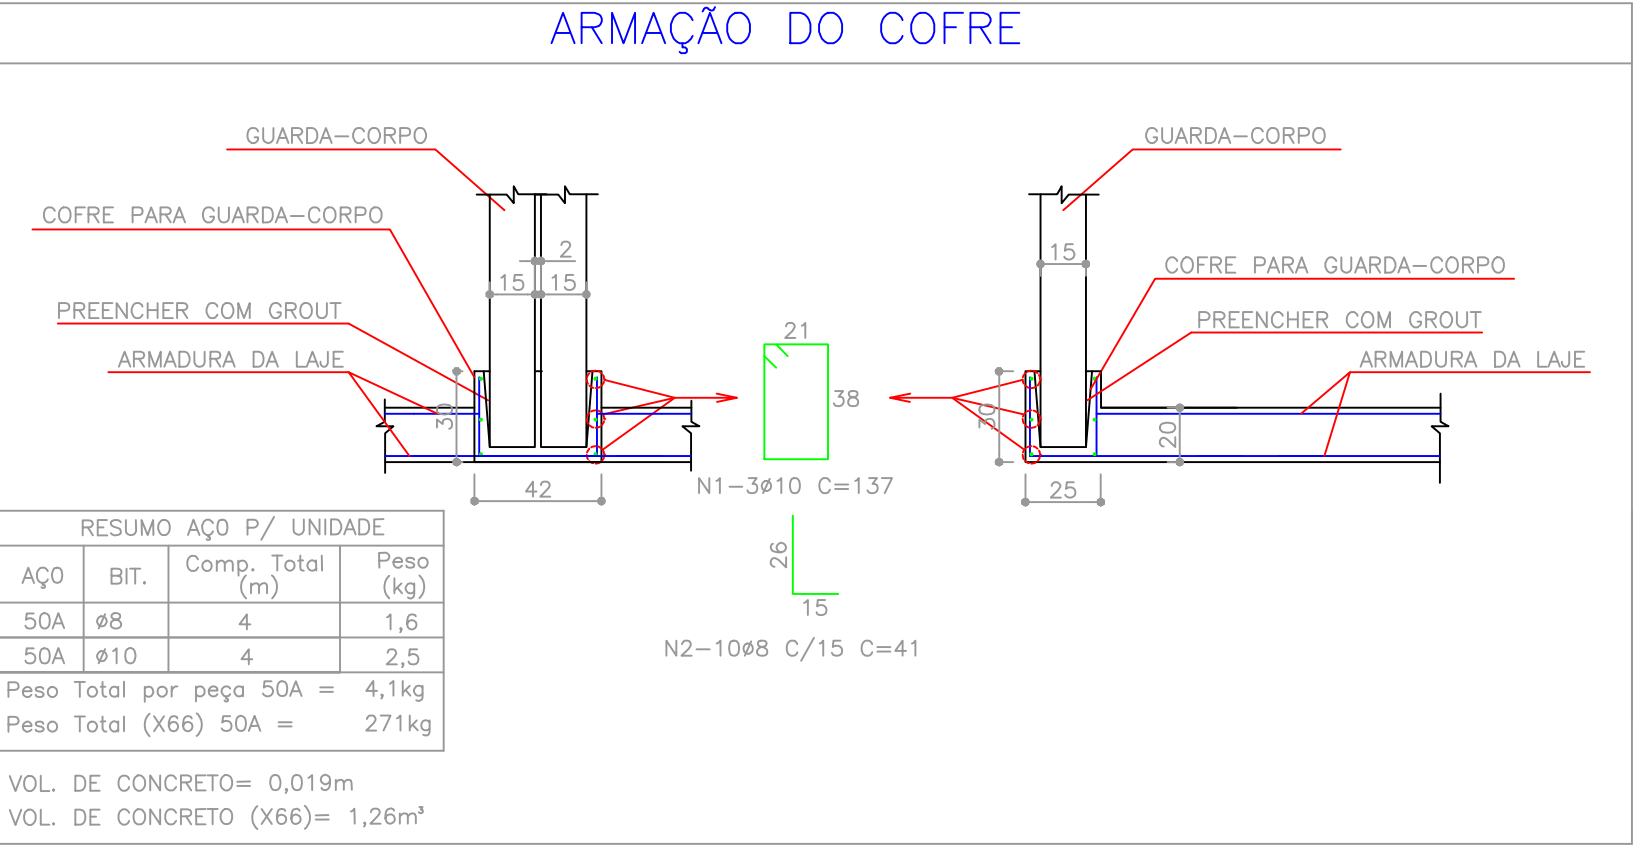 ARMAÇÃO DO COFRE
GUARDA-CORPO
COFRE PARA GUARDA-CORPO
PREENCHER COM GROUT
ARMADURA DA LAJE
2
15
15
30
42
21
38
N1-3ø10 C=137
26
15
N2-10ø8 C/15 C=41
GUARDA-CORPO
COFRE PARA GUARDA-CORPO
PREENCHER COM GROUT
ARMADURA DA LAJE
15
30
20
25
RESUMO AÇO P/ UNIDADE
AÇO BIT. Comp. Total (m) Peso (kg)
50A ø8 4 1,6
50A ø10 4 2,5
Peso Total por peça 50A = 4,1kg
Peso Total (X66) 50A = 271kg
VOL. DE CONCRETO= 0,019m
VOL. DE CONCRETO (X66)= 1,26m³